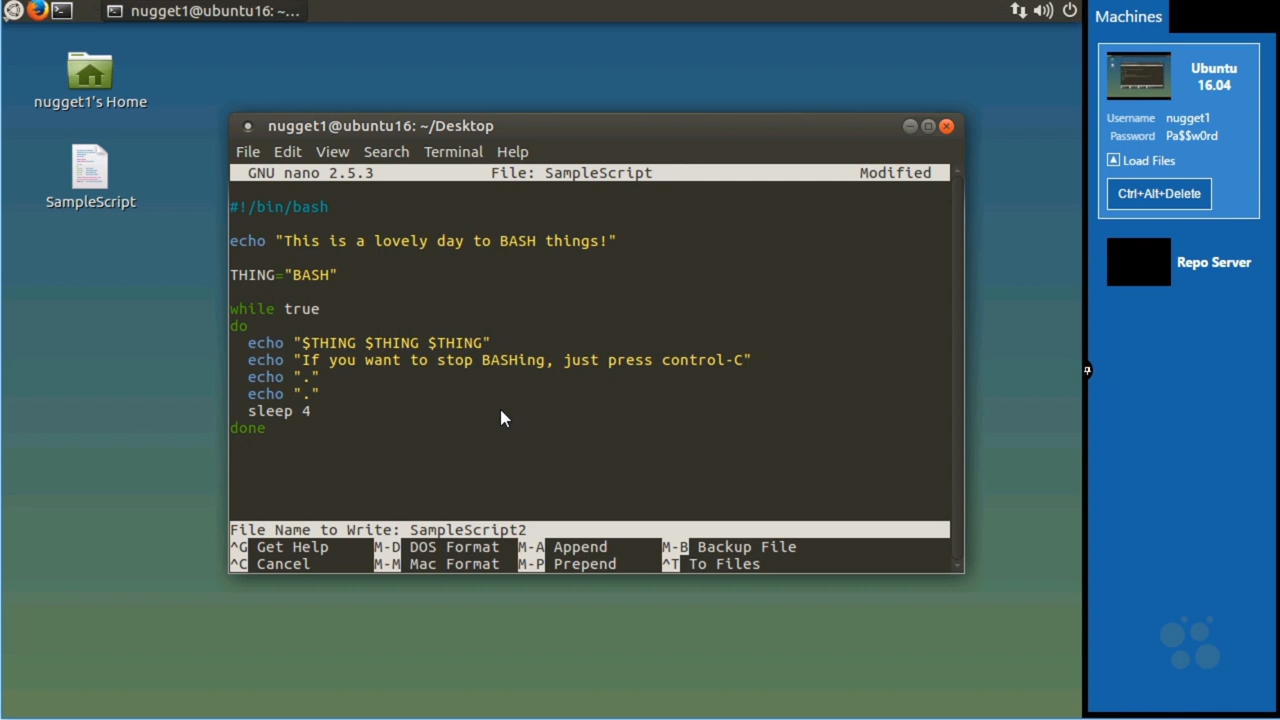 nugget1@ubuntu16: ~...
Machines
nugget1's Home
SampleScript
nugget1@ubuntu16: ~/Desktop
File Edit View Search Terminal Help
GNU nano 2.5.3 File: SampleScript Modified
#!/bin/bash
echo "This is a lovely day to BASH things!"
THING="BASH"
while true
do
  echo "$THING $THING $THING"
  echo "If you want to stop BASHing, just press control-C"
  echo "."
  echo "."
  sleep 4
done
File Name to Write: SampleScript2
^G Get Help M-D DOS Format M-A Append M-B Backup File
^C Cancel M-M Mac Format M-P Prepend ^T To Files
Ubuntu
16.04
Username nugget1
Password Pa$$w0rd
Load Files
Ctrl+Alt+Delete
Repo Server